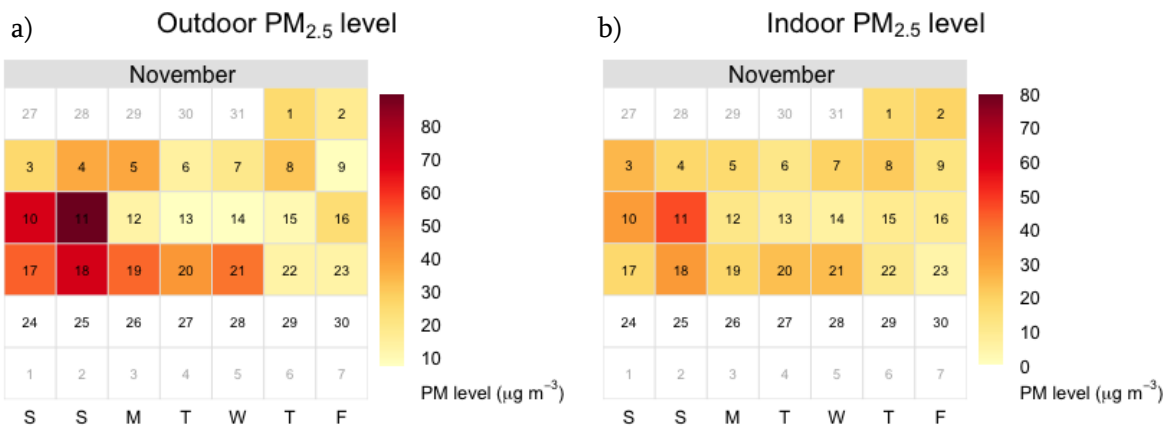 a) Outdoor PM2.5 level
November
27 28 29 30 31 1 2
3 4 5 6 7 8 9
10 11 12 13 14 15 16
17 18 19 20 21 22 23
24 25 26 27 28 29 30
1 2 3 4 5 6 7
S S M T W T F
80
70
60
50
40
30
20
10
PM level (μg m−3)
b) Indoor PM2.5 level
November
27 28 29 30 31 1 2
3 4 5 6 7 8 9
10 11 12 13 14 15 16
17 18 19 20 21 22 23
24 25 26 27 28 29 30
1 2 3 4 5 6 7
S S M T W T F
80
70
60
50
40
30
20
10
0
PM level (μg m−3)